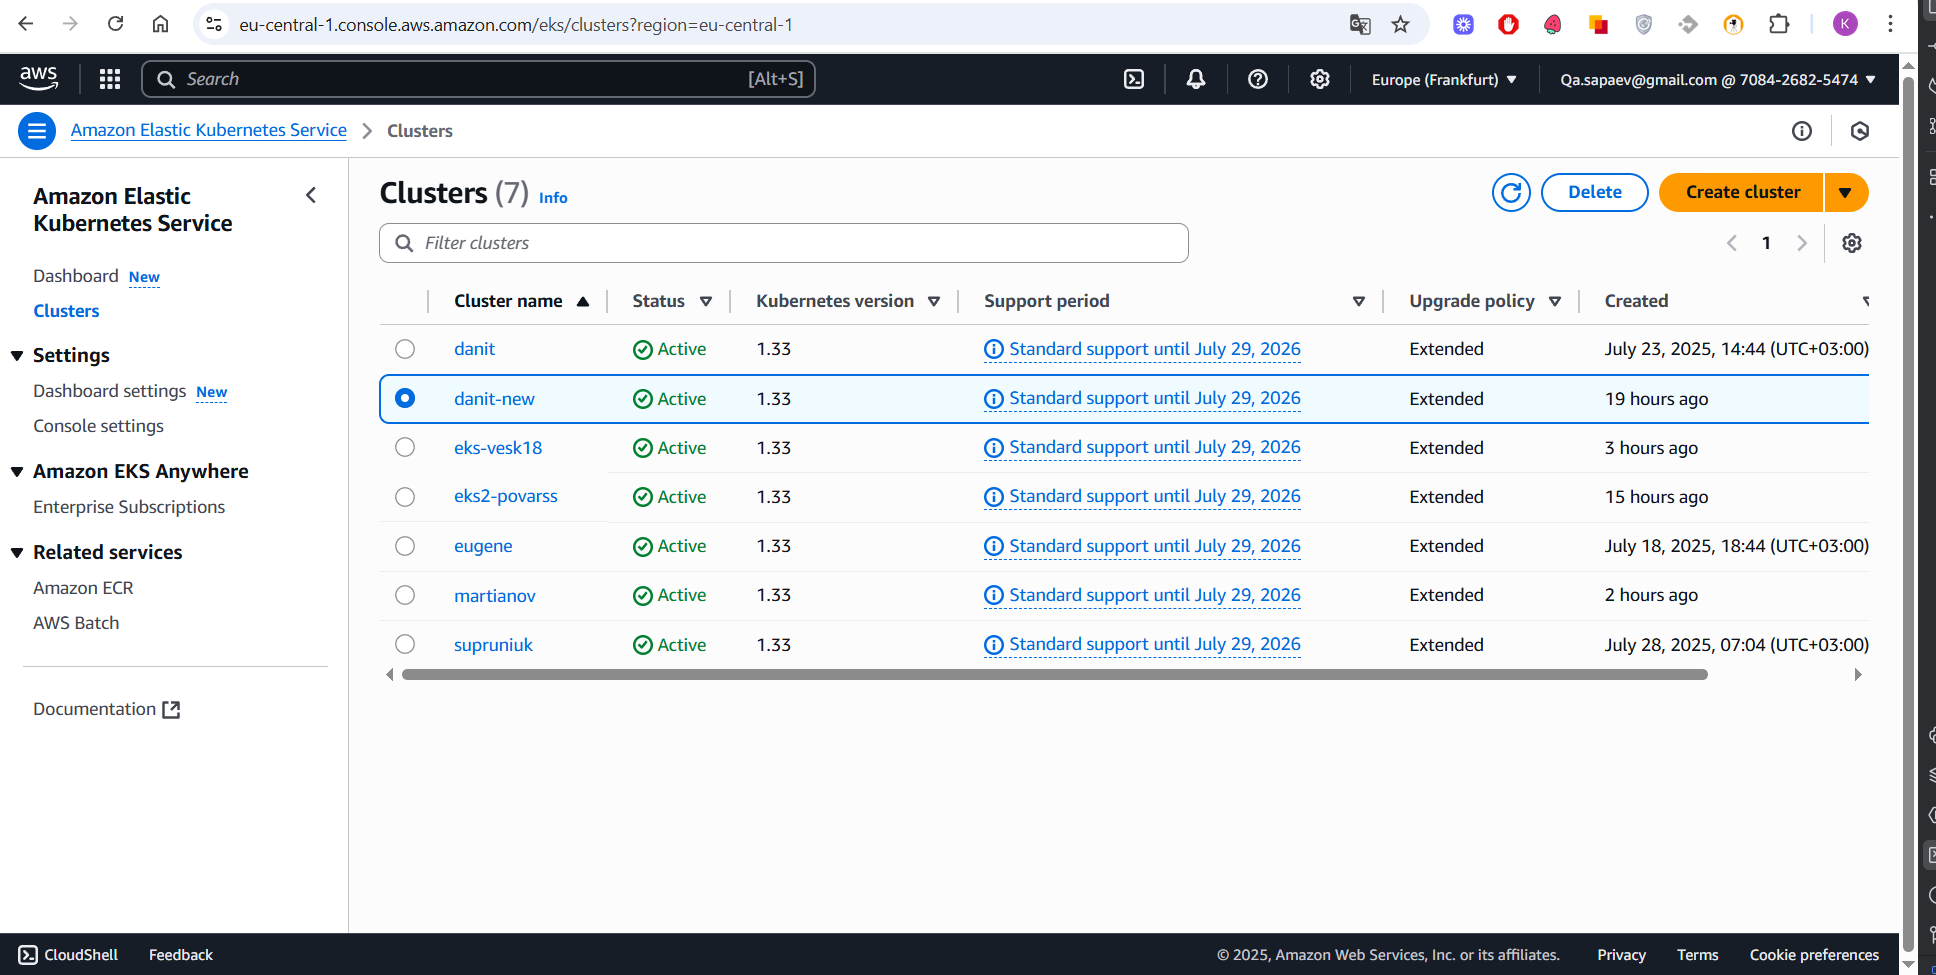 eu-central-1.console.aws.amazon.com/eks/clusters?region=eu-central-1
K
aws
Search
[Alt+S]
Europe (Frankfurt)
Qa.sapaev@gmail.com @ 7084-2682-5474
Amazon Elastic Kubernetes Service
Clusters
Amazon Elastic
Kubernetes Service
Dashboard New
Clusters
Settings
Dashboard settings New
Console settings
Amazon EKS Anywhere
Enterprise Subscriptions
Related services
Amazon ECR
AWS Batch
Documentation
Clusters (7) Info
Delete
Create cluster
Filter clusters
1
Cluster name Status Kubernetes version Support period Upgrade policy Created
danit Active 1.33 Standard support until July 29, 2026 Extended July 23, 2025, 14:44 (UTC+03:00)
danit-new Active 1.33 Standard support until July 29, 2026 Extended 19 hours ago
eks-vesk18 Active 1.33 Standard support until July 29, 2026 Extended 3 hours ago
eks2-povarss Active 1.33 Standard support until July 29, 2026 Extended 15 hours ago
eugene Active 1.33 Standard support until July 29, 2026 Extended July 18, 2025, 18:44 (UTC+03:00)
martianov Active 1.33 Standard support until July 29, 2026 Extended 2 hours ago
supruniuk Active 1.33 Standard support until July 29, 2026 Extended July 28, 2025, 07:04 (UTC+03:00)
CloudShell Feedback © 2025, Amazon Web Services, Inc. or its affiliates. Privacy Terms Cookie preferences